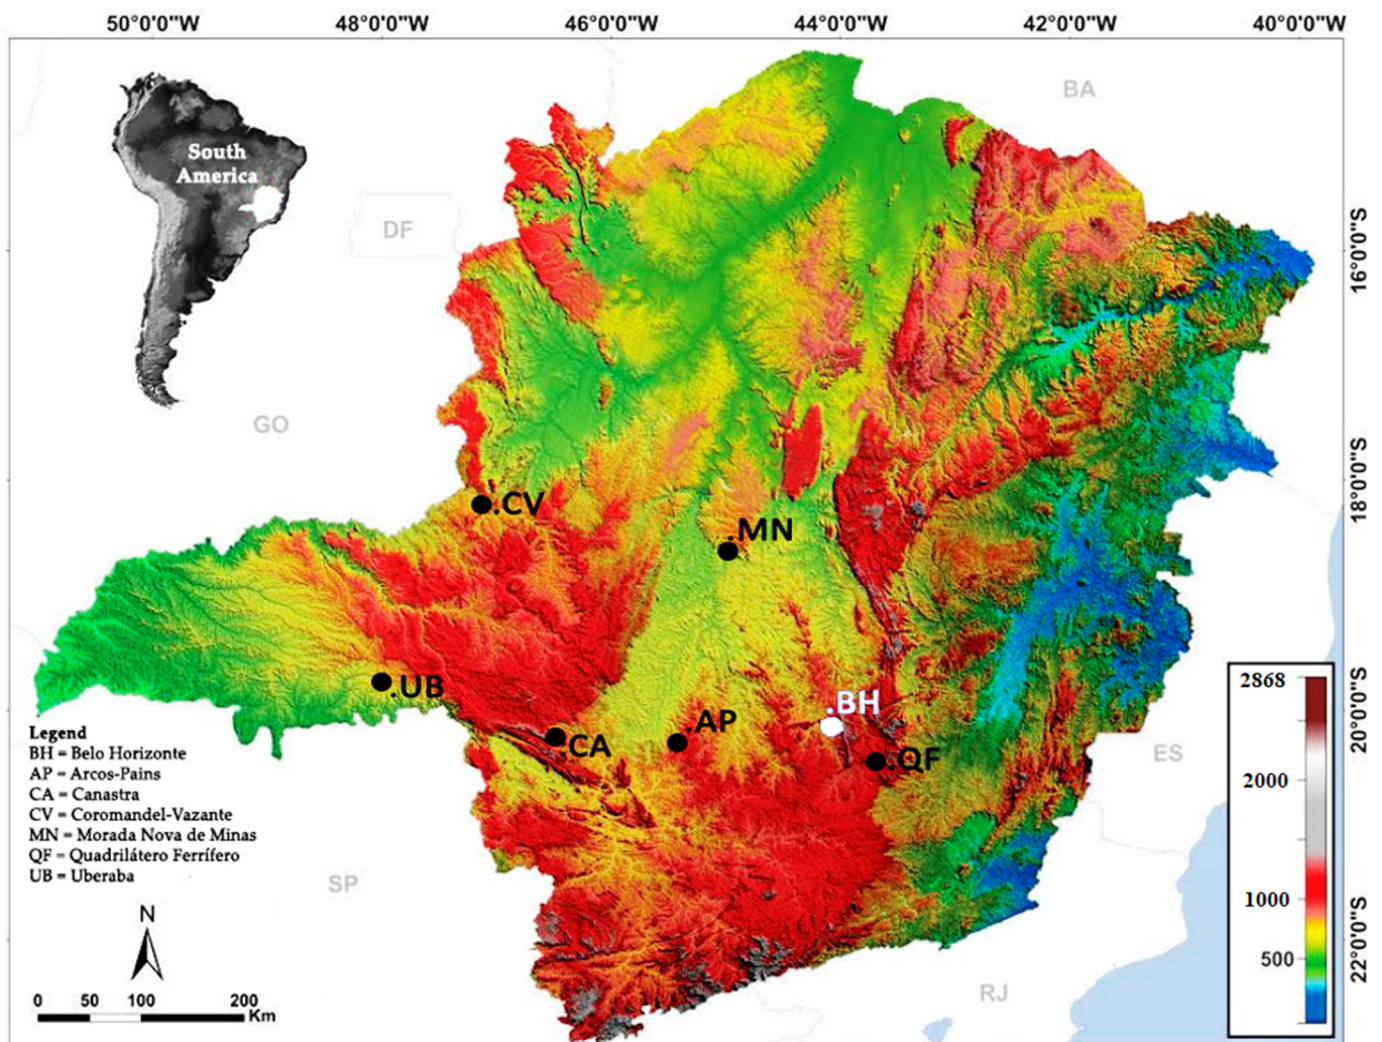 50°0'0"W 48°0'0"W 46°0'0"W 44°0'0"W 42°0'0"W 40°0'0"W
BA
South
America
DF
16°0'0"S
GO
18°0'0"S
.CV
.MN
.UB
.BH
.AP
.CA
.QF
20°0'0"S
ES
Legend
BH = Belo Horizonte
AP = Arcos-Pains
CA = Canastra
CV = Coromandel-Vazante
MN = Morada Nova de Minas
QF = Quadrilátero Ferrífero
UB = Uberaba
SP
N
0 50 100 200
Km
RJ
2868
2000
1000
500
22°0'0"S